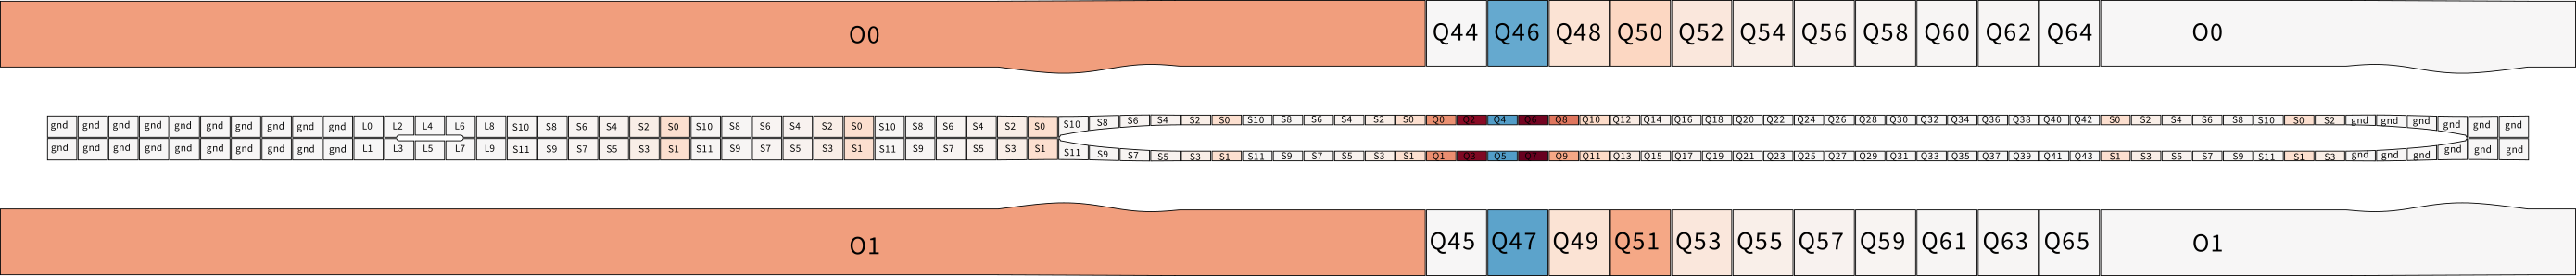 O0 Q44 Q46 Q48 Q50 Q52 Q54 Q56 Q58 Q60 Q62 Q64 O0
gnd gnd gnd gnd gnd gnd gnd gnd gnd gnd L0 L2 L4 L6 L8 S10 S8 S6 S4 S2 S0 S10 S8 S6 S4 S2 S0 S10 S8 S6 S4 S2 S0 S10 S8 S6 S4 S2 S0 S10 S8 S6 S4 S2 S0 Q0 Q2 Q4 Q6 Q8 Q10 Q12 Q14 Q16 Q18 Q20 Q22 Q24 Q26 Q28 Q30 Q32 Q34 Q36 Q38 Q40 Q42 S0 S2 S4 S6 S8 S10 S0 S2 gnd gnd gnd gnd gnd gnd
gnd gnd gnd gnd gnd gnd gnd gnd gnd gnd L1 L3 L5 L7 L9 S11 S9 S7 S5 S3 S1 S11 S9 S7 S5 S3 S1 S11 S9 S7 S5 S3 S1 S11 S9 S7 S5 S3 S1 S11 S9 S7 S5 S3 S1 Q1 Q3 Q5 Q7 Q9 Q11 Q13 Q15 Q17 Q19 Q21 Q23 Q25 Q27 Q29 Q31 Q33 Q35 Q37 Q39 Q41 Q43 S1 S3 S5 S7 S9 S11 S1 S3 gnd gnd gnd gnd gnd gnd
O1 Q45 Q47 Q49 Q51 Q53 Q55 Q57 Q59 Q61 Q63 Q65 O1